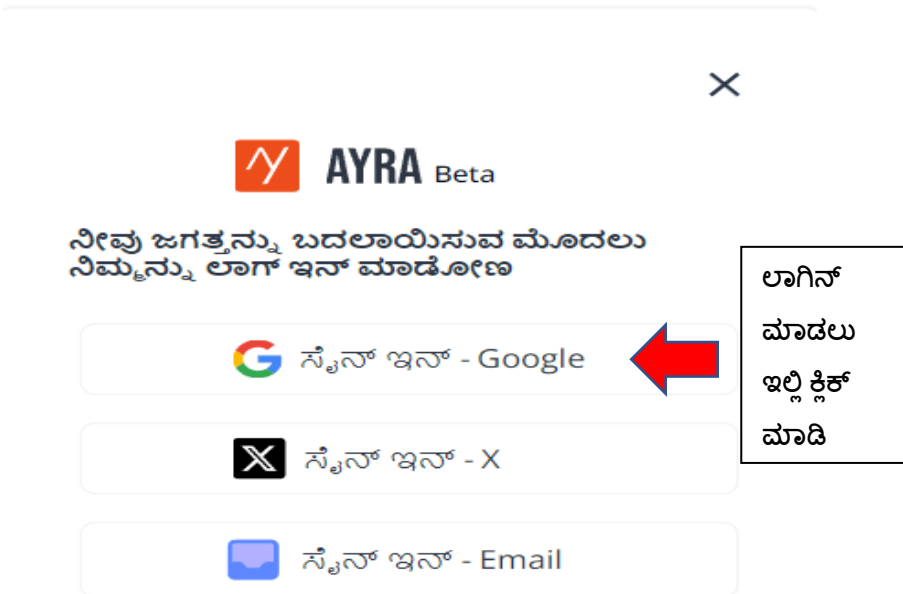 AYRA Beta
ನೀವು ಜಗತ್ತನ್ನು ಬದಲಾಯಿಸುವ ಮೊದಲು
ನಿಮ್ಮನ್ನು ಲಾಗ್ ಇನ್ ಮಾಡೋಣ
ಸೈನ್ ಇನ್ - Google
ಲಾಗಿನ್
ಮಾಡಲು
ಇಲ್ಲಿ ಕ್ಲಿಕ್
ಮಾಡಿ
ಸೈನ್ ಇನ್ - X
ಸೈನ್ ಇನ್ - Email